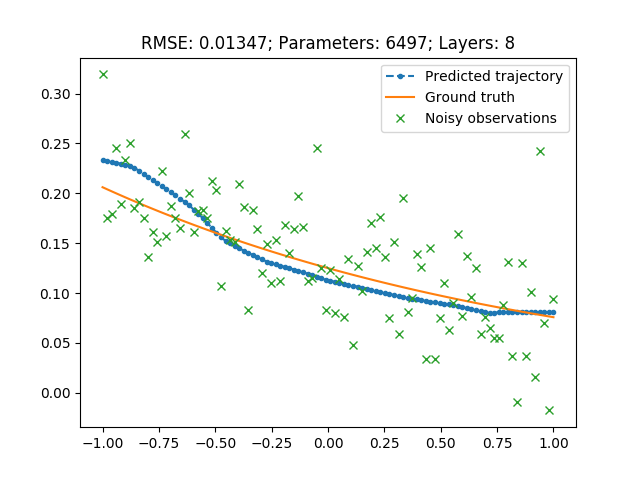 RMSE: 0.01347; Parameters: 6497; Layers: 8
Predicted trajectory
Ground truth
Noisy observations
0.30
0.25
0.20
0.15
0.10
0.05
0.00
−1.00 −0.75 −0.50 −0.25 0.00 0.25 0.50 0.75 1.00